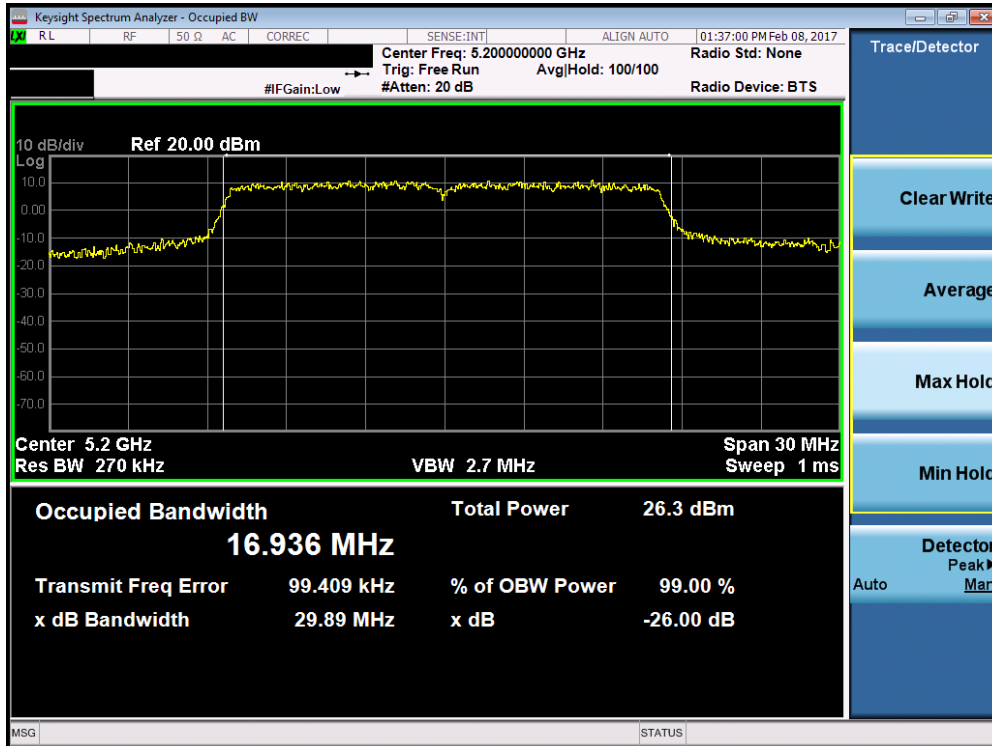 Keysight Spectrum Analyzer - Occupied BW
LXI RL RF 50 Ω AC CORREC SENSE:INT ALIGN AUTO 01:37:00 PM Feb 08, 2017
Center Freq: 5.200000000 GHz Radio Std: None
Trig: Free Run Avg|Hold: 100/100
#IFGain:Low #Atten: 20 dB Radio Device: BTS
Trace/Detector
10 dB/div Ref 20.00 dBm
Log
10.0
0.00
-10.0
-20.0
-30.0
-40.0
-50.0
-60.0
-70.0
Center 5.2 GHz Span 30 MHz
Res BW 270 kHz VBW 2.7 MHz Sweep 1 ms
Occupied Bandwidth Total Power 26.3 dBm
16.936 MHz
Transmit Freq Error 99.409 kHz % of OBW Power 99.00 %
x dB Bandwidth 29.89 MHz x dB -26.00 dB
Clear Write
Average
Max Hold
Min Hold
Detector
Peak▶
Auto Man
MSG STATUS